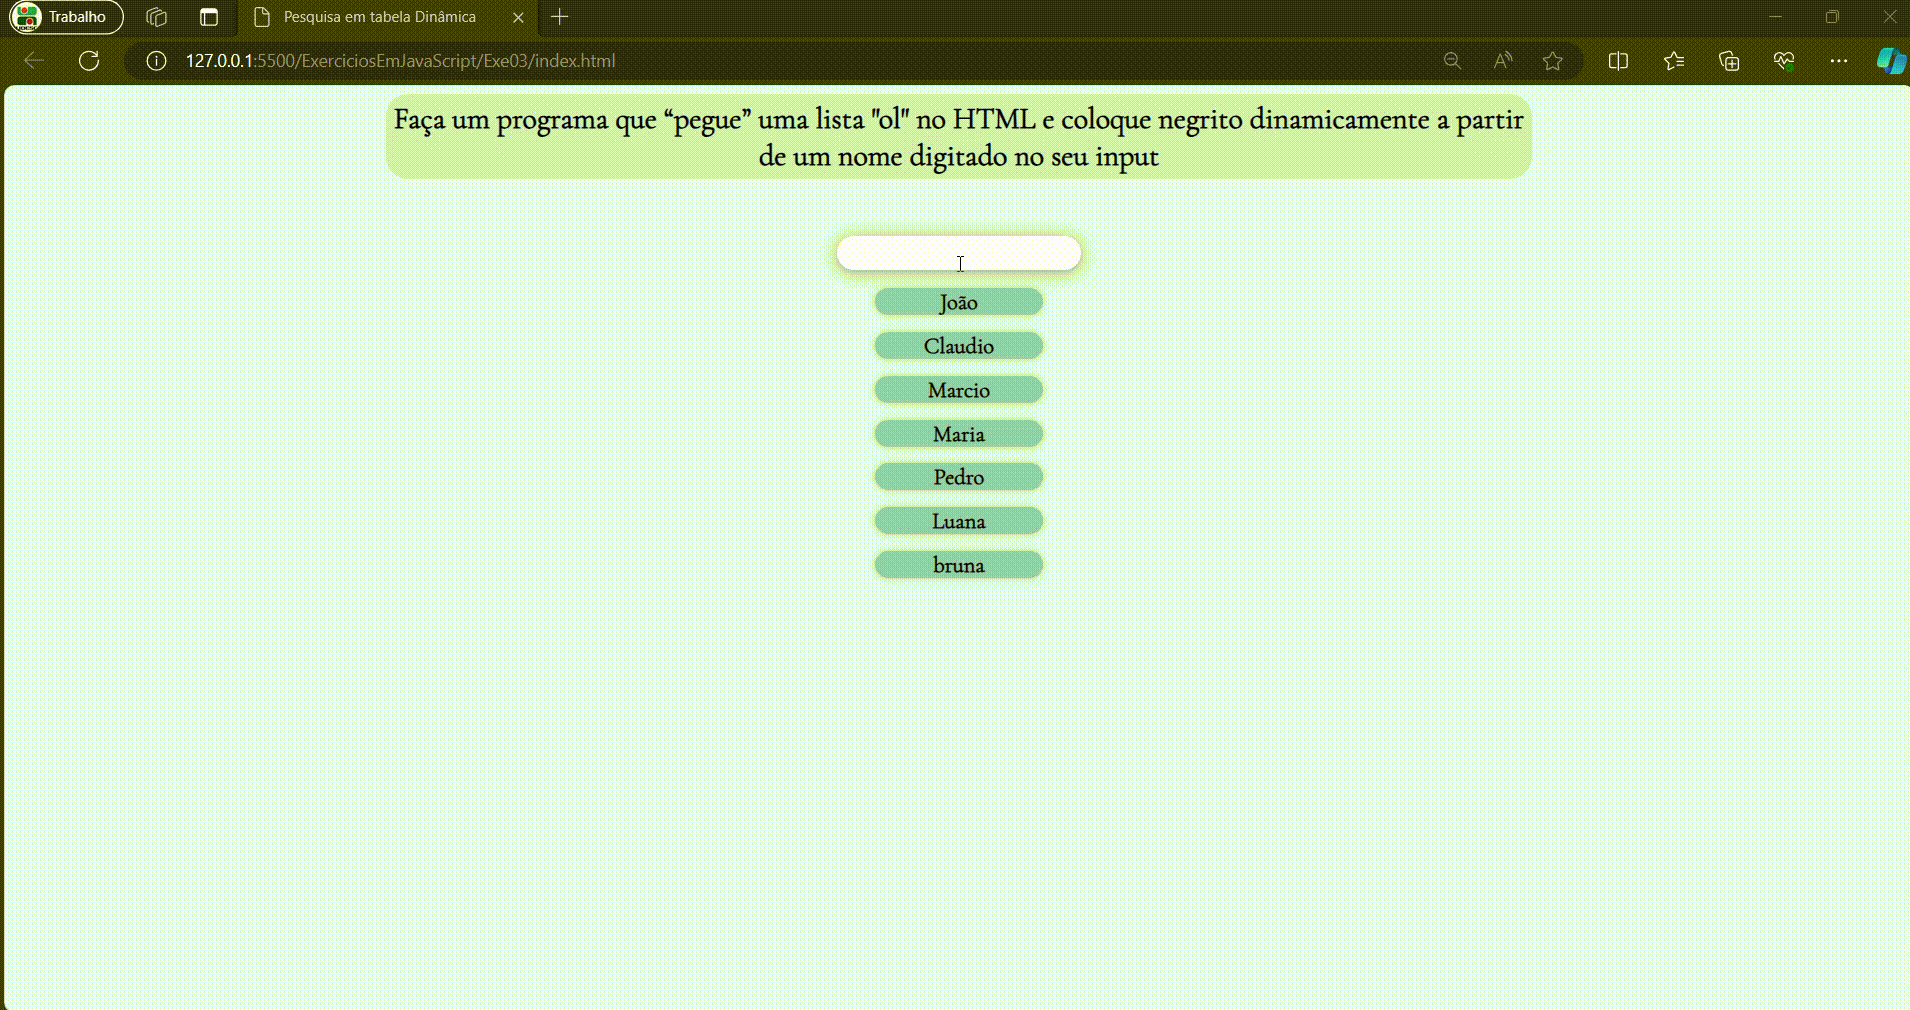 Trabalho
Pesquisa em tabela Dinâmica
127.0.0.1:5500/ExerciciosEmJavaScript/Exe03/index.html
Faça um programa que “pegue” uma lista "ol" no HTML e coloque negrito dinamicamente a partir
de um nome digitado no seu input
João
Claudio
Marcio
Maria
Pedro
Luana
bruna